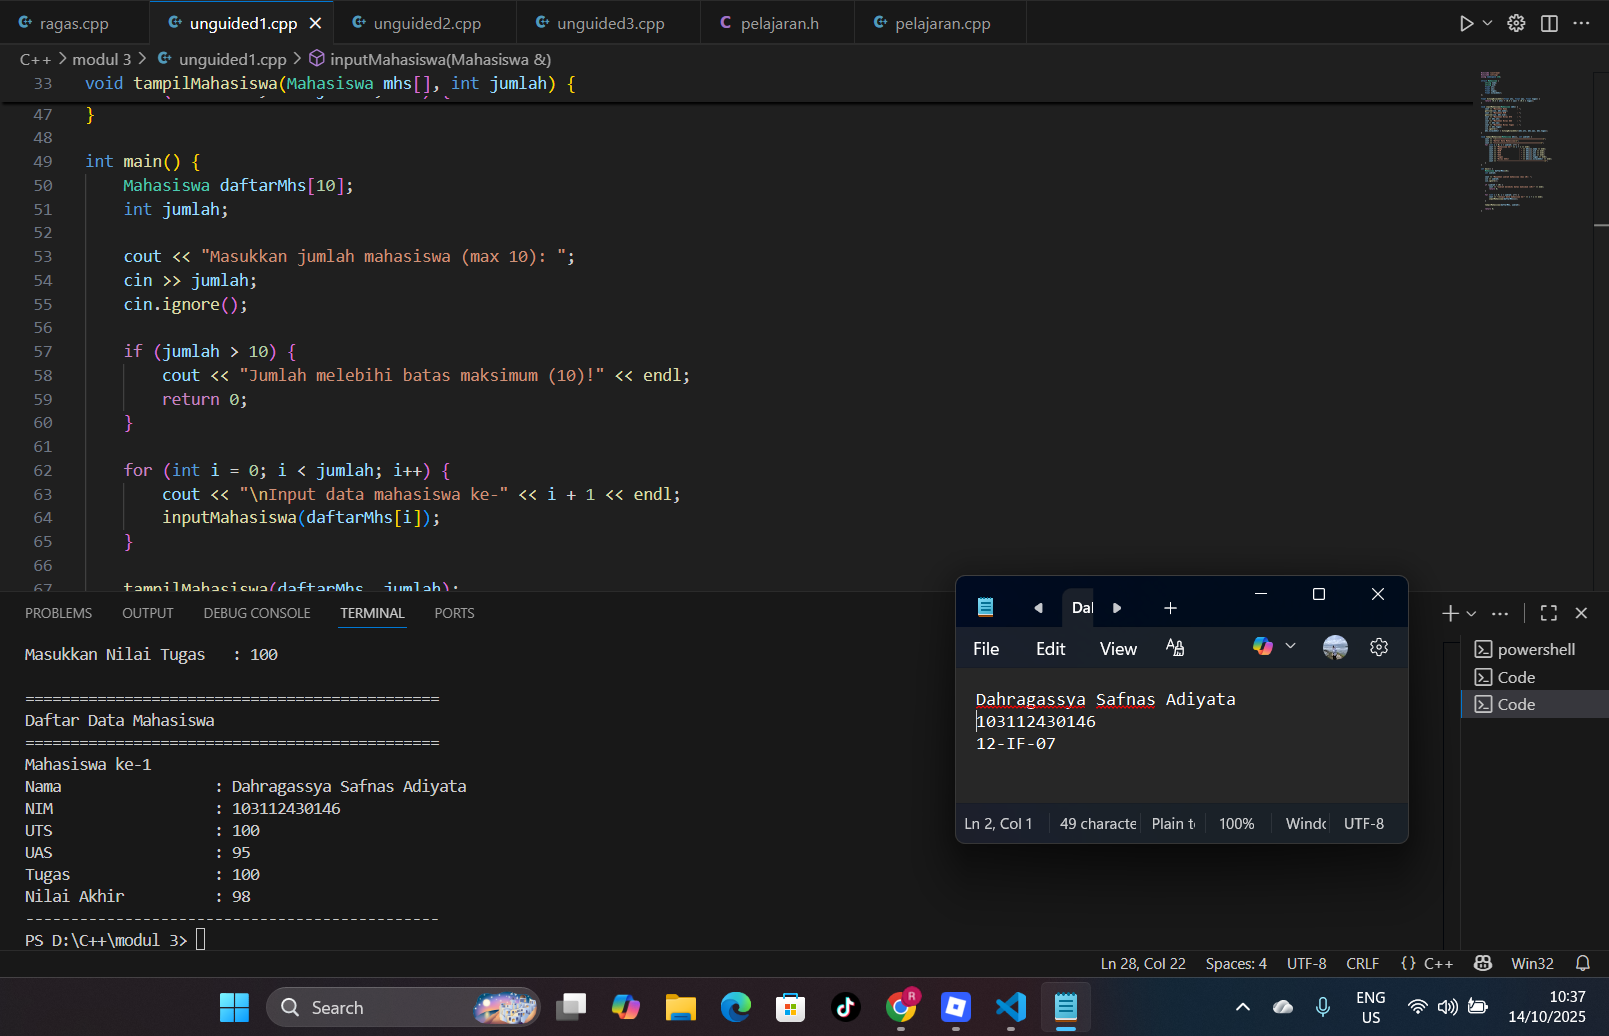 ragas.cpp
unguided1.cpp
unguided2.cpp
unguided3.cpp
C pelajaran.h
pelajaran.cpp
C++ > modul 3 > unguided1.cpp > inputMahasiswa(Mahasiswa &)
33 void tampilMahasiswa(Mahasiswa mhs[], int jumlah) {
47 }
48
49 int main() {
50 Mahasiswa daftarMhs[10];
51 int jumlah;
52
53 cout << "Masukkan jumlah mahasiswa (max 10): ";
54 cin >> jumlah;
55 cin.ignore();
56
57 if (jumlah > 10) {
58 cout << "Jumlah melebihi batas maksimum (10)!" << endl;
59 return 0;
60 }
61
62 for (int i = 0; i < jumlah; i++) {
63 cout << "\nInput data mahasiswa ke-" << i + 1 << endl;
64 inputMahasiswa(daftarMhs[i]);
65 }
66
67 tampilMahasiswa(daftarMhs, jumlah);
PROBLEMS OUTPUT DEBUG CONSOLE TERMINAL PORTS
powershell
Code
Code
Masukkan Nilai Tugas : 100
==============================================
Daftar Data Mahasiswa
==============================================
Mahasiswa ke-1
Nama : Dahragassya Safnas Adiyata
NIM : 103112430146
UTS : 100
UAS : 95
Tugas : 100
Nilai Akhir : 98
----------------------------------------------
PS D:\C++\modul 3>
Dal
File Edit View
Dahragassya Safnas Adiyata
103112430146
12-IF-07
Ln 2, Col 1 49 characte Plain t 100% Windo UTF-8
Ln 28, Col 22 Spaces: 4 UTF-8 CRLF {} C++ Win32
Search
R
ENG
US
10:37
14/10/2025